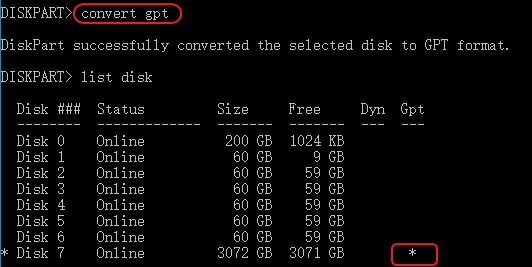 DISKPART> convert gpt
DiskPart successfully converted the selected disk to GPT format.
DISKPART> list disk
  Disk ###  Status         Size     Free     Dyn  Gpt
  --------  -------------  -------  -------  ---  ---
  Disk 0    Online          200 GB  1024 KB
  Disk 1    Online           60 GB     9 GB
  Disk 2    Online           60 GB    59 GB
  Disk 3    Online           60 GB    59 GB
  Disk 4    Online           60 GB    59 GB
  Disk 5    Online           60 GB    59 GB
  Disk 6    Online           60 GB    59 GB
* Disk 7    Online         3072 GB  3071 GB        *